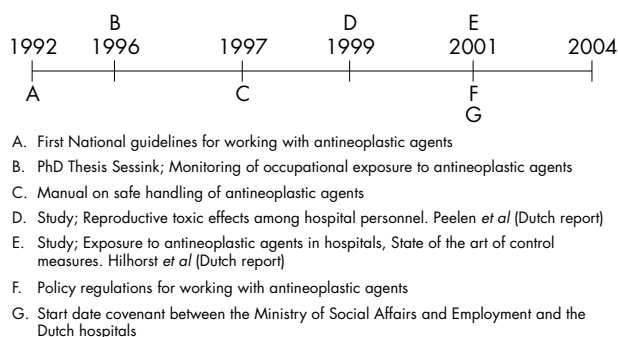 B D E
1992 1996 1997 1999 2001 2004
A C F
G
A. First National guidelines for working with antineoplastic agents
B. PhD Thesis Sessink; Monitoring of occupational exposure to antineoplastic agents
C. Manual on safe handling of antineoplastic agents
D. Study; Reproductive toxic effects among hospital personnel. Peelen et al (Dutch report)
E. Study; Exposure to antineoplastic agents in hospitals, State of the art of control
measures. Hilhorst et al (Dutch report)
F. Policy regulations for working with antineoplastic agents
G. Start date covenant between the Ministry of Social Affairs and Employment and the
Dutch hospitals